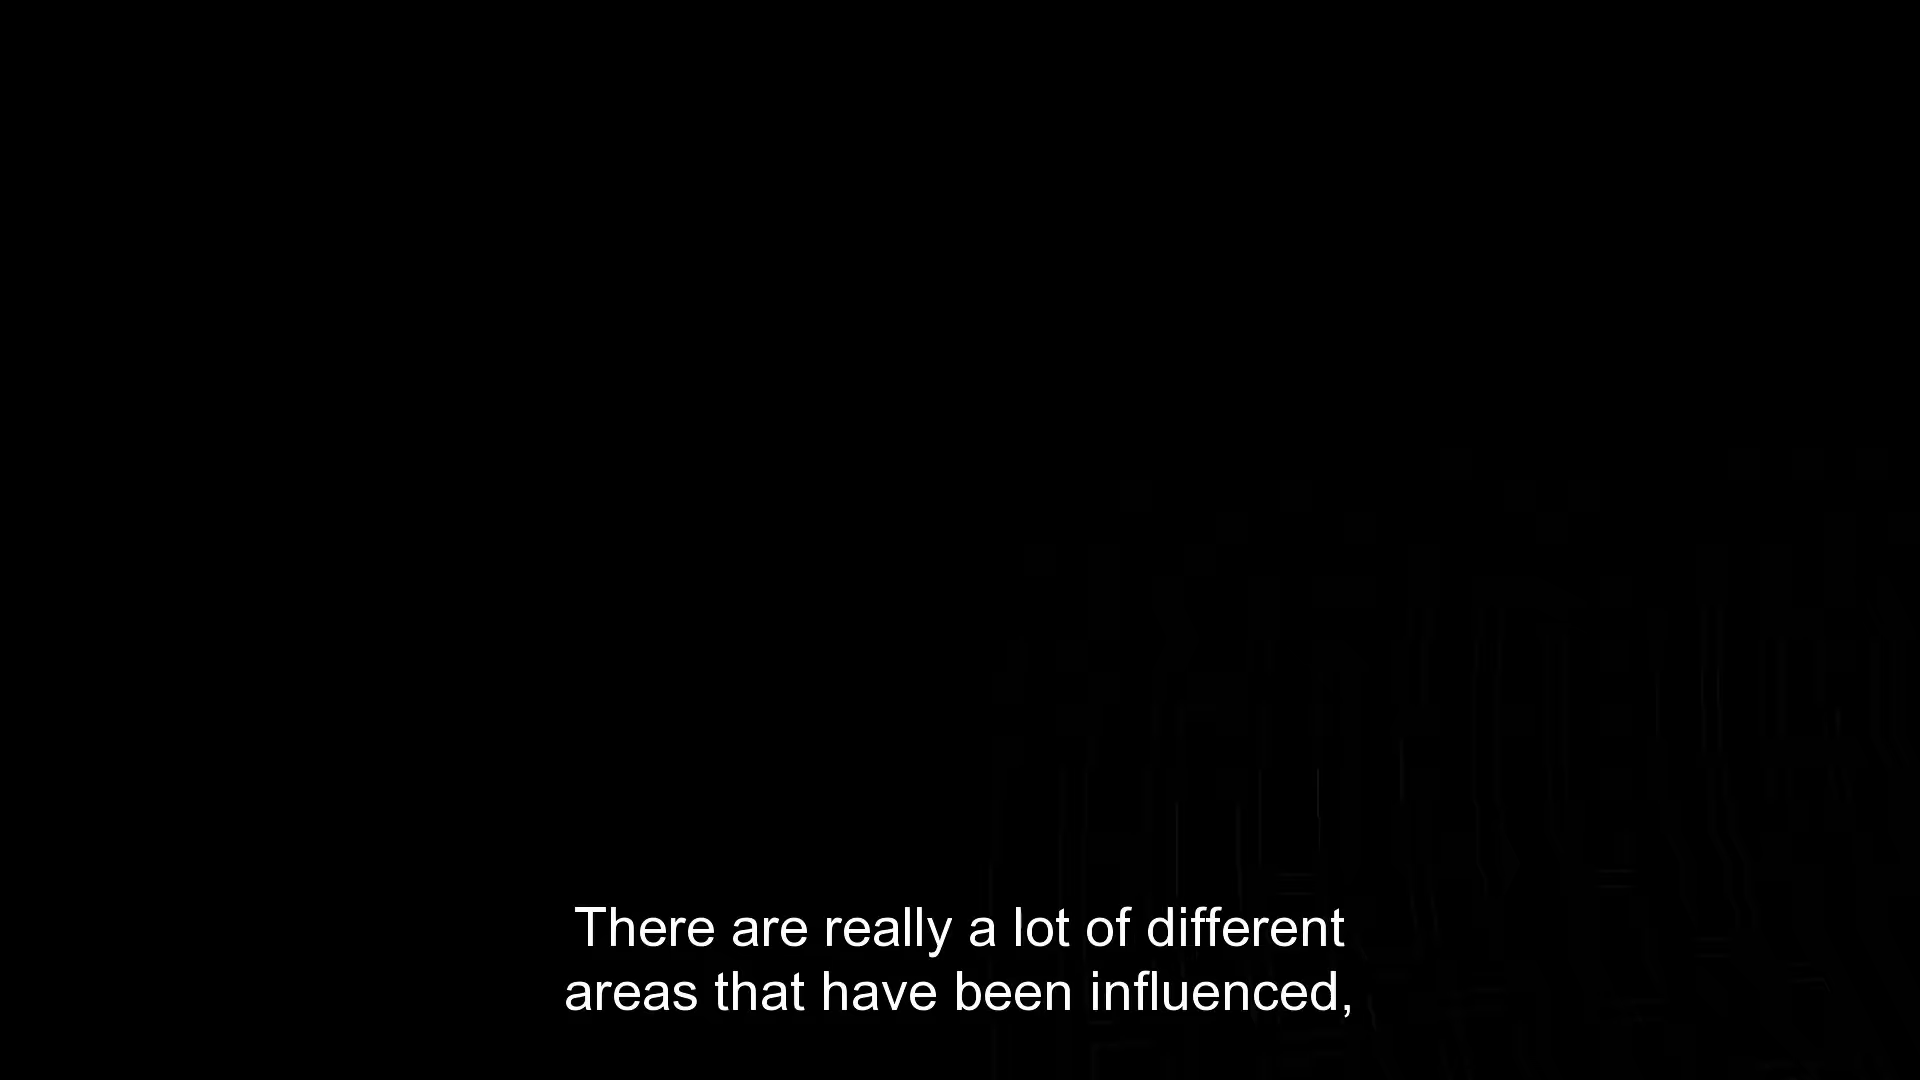 There are really a lot of different
areas that have been influenced,